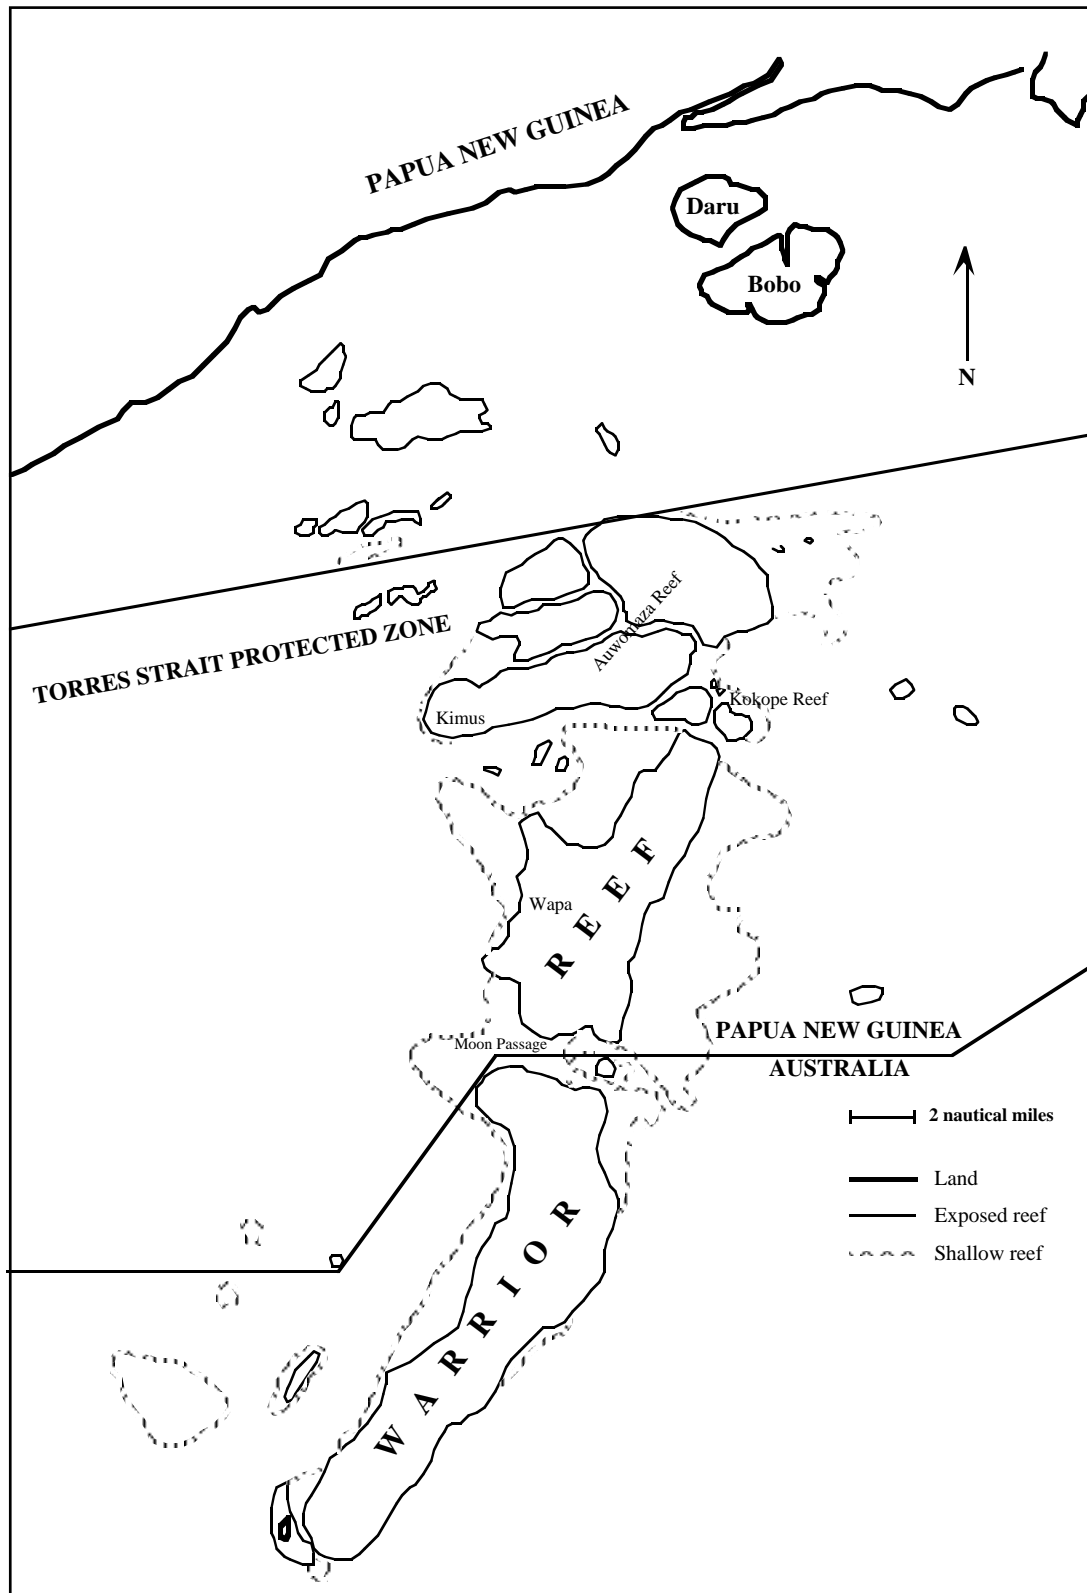 PAPUA NEW GUINEA
Daru
Bobo
N
TORRES STRAIT PROTECTED ZONE
Auwomaza Reef
Kokope Reef
Kimus
Wapa
WARRIOR REEF
Moon Passage
PAPUA NEW GUINEA
AUSTRALIA
2 nautical miles
Land
Exposed reef
Shallow reef